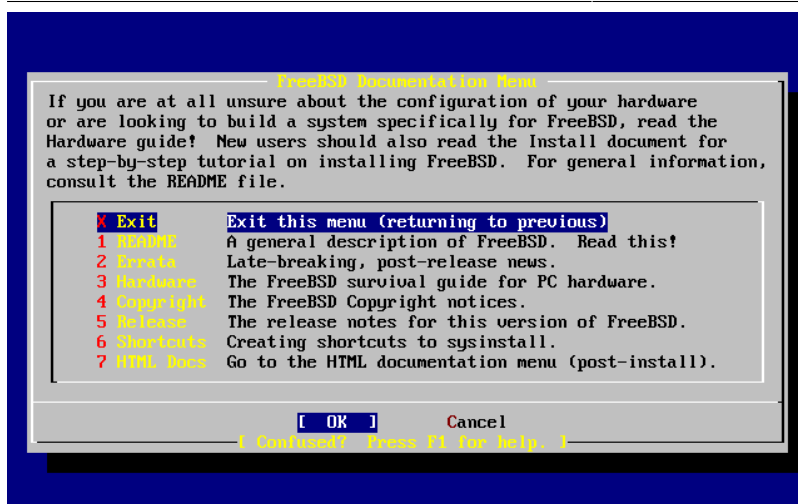 FreeBSD Documentation Menu
If you are at all unsure about the configuration of your hardware
or are looking to build a system specifically for FreeBSD, read the
Hardware guide!  New users should also read the Install document for
a step-by-step tutorial on installing FreeBSD.  For general information,
consult the README file.
X Exit Exit this menu (returning to previous)
1 README A general description of FreeBSD.  Read this!
2 Errata Late-breaking, post-release news.
3 Hardware The FreeBSD survival guide for PC hardware.
4 Copyright The FreeBSD Copyright notices.
5 Release The release notes for this version of FreeBSD.
6 Shortcuts Creating shortcuts to sysinstall.
7 HTML Docs Go to the HTML documentation menu (post-install).
[ OK ] Cancel
[ Confused?  Press F1 for help. ]